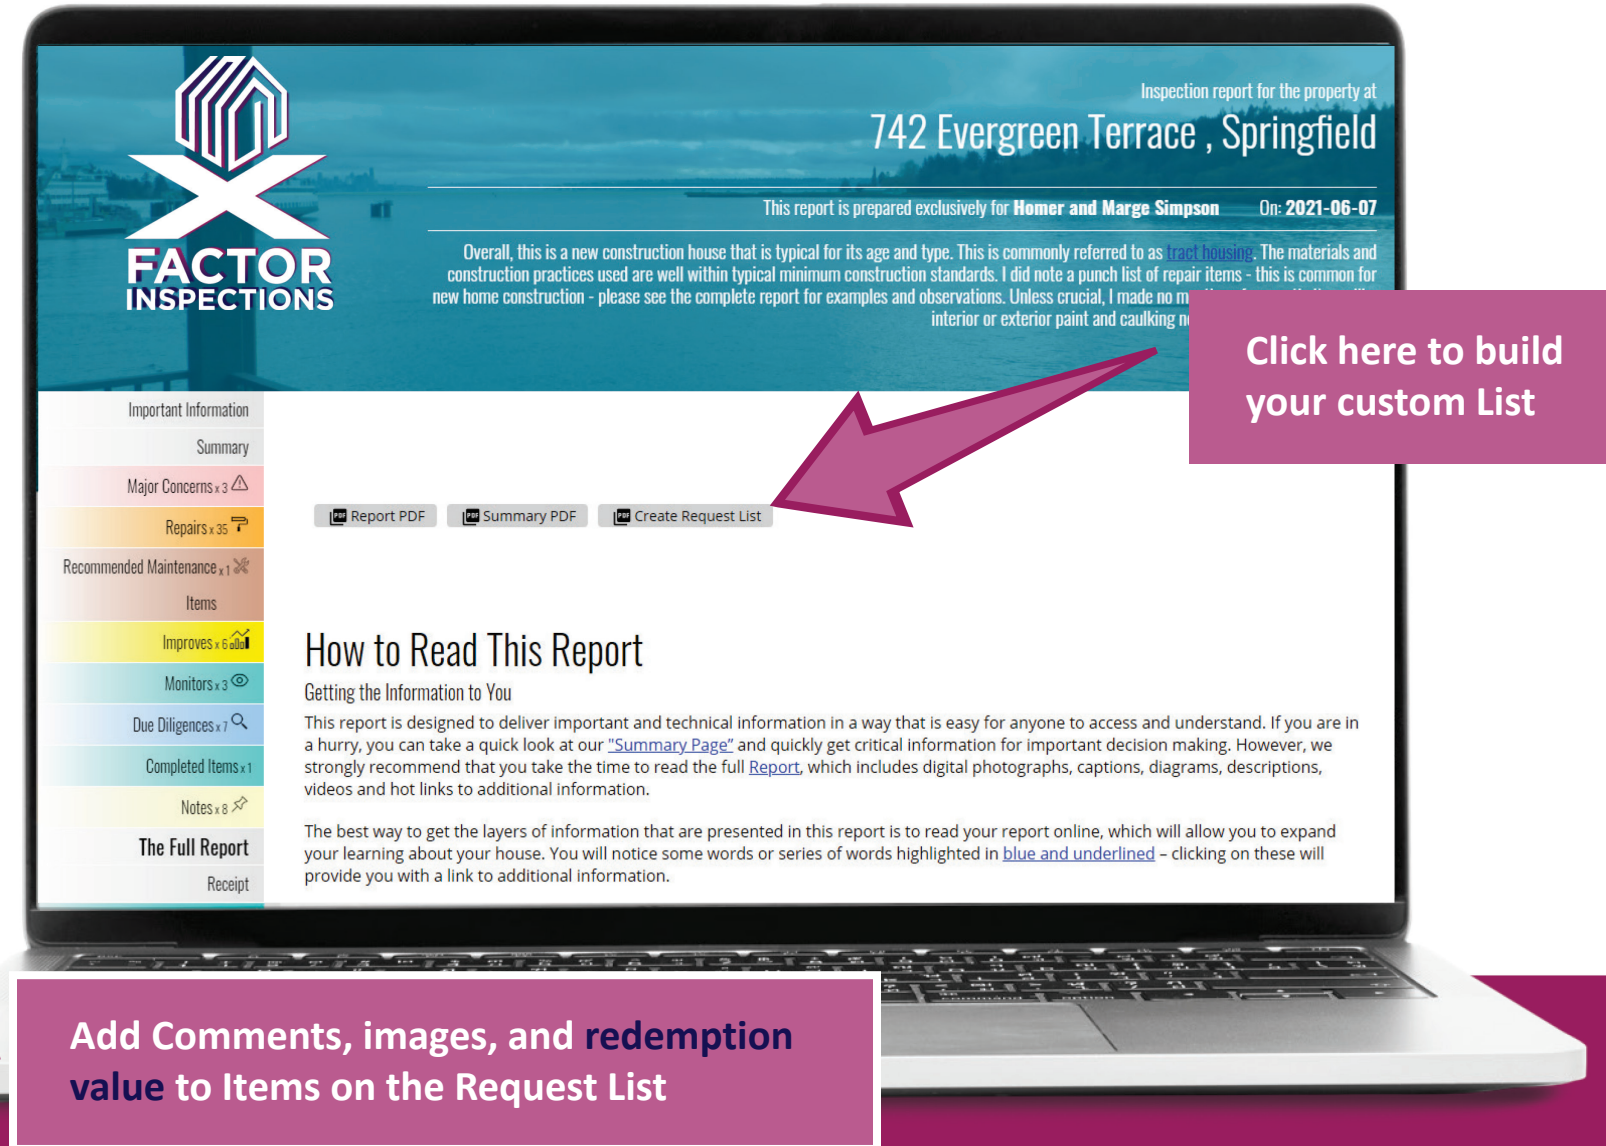 FACTOR
INSPECTIONS
Inspection report for the property at
742 Evergreen Terrace , Springfield
This report is prepared exclusively for Homer and Marge Simpson On: 2021-06-07
Overall, this is a new construction house that is typical for its age and type. This is commonly referred to as tract housing. The materials and
construction practices used are well within typical minimum construction standards. I did note a punch list of repair items - this is common for
new home construction - please see the complete report for examples and observations. Unless crucial, I made no
interior or exterior paint and caulking
Click here to build
your custom List
Important Information
Summary
Major Concerns x 3
Repairs x 35
Recommended Maintenance x 1
Items
Improves x 6
Monitors x 3
Due Diligences x 7
Completed Items x 1
Notes x 8
The Full Report
Receipt
PDF Report PDF
PDF Summary PDF
PDF Create Request List
How to Read This Report
Getting the Information to You
This report is designed to deliver important and technical information in a way that is easy for anyone to access and understand. If you are in
a hurry, you can take a quick look at our "Summary Page” and quickly get critical information for important decision making. However, we
strongly recommend that you take the time to read the full Report, which includes digital photographs, captions, diagrams, descriptions,
videos and hot links to additional information.
The best way to get the layers of information that are presented in this report is to read your report online, which will allow you to expand
your learning about your house. You will notice some words or series of words highlighted in blue and underlined – clicking on these will
provide you with a link to additional information.
command option
Add Comments, images, and redemption
value to Items on the Request List